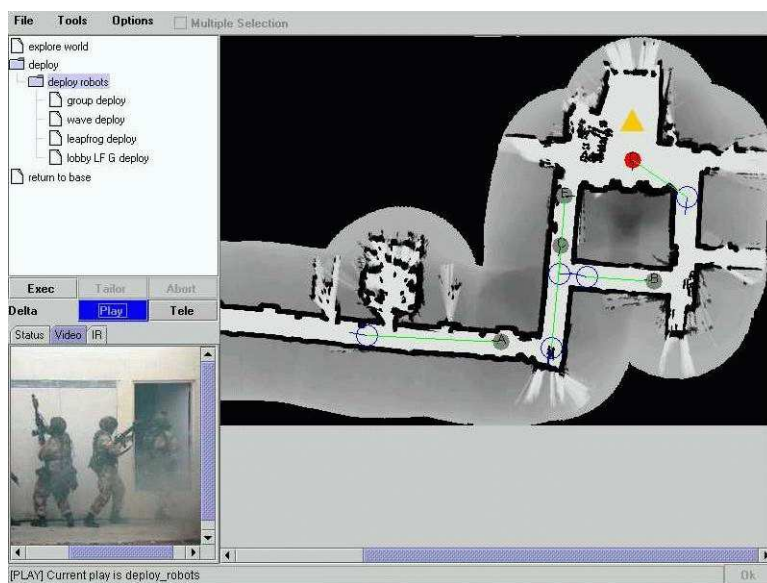 File Tools Options Multiple Selection
explore world
deploy
deploy robots
group deploy
wave deploy
leapfrog deploy
lobby LF G deploy
return to base
Exec Tailor Abort
Delta Play Tele
Status Video IR
E
C
B
A
[PLAY] Current play is deploy_robots
Ok